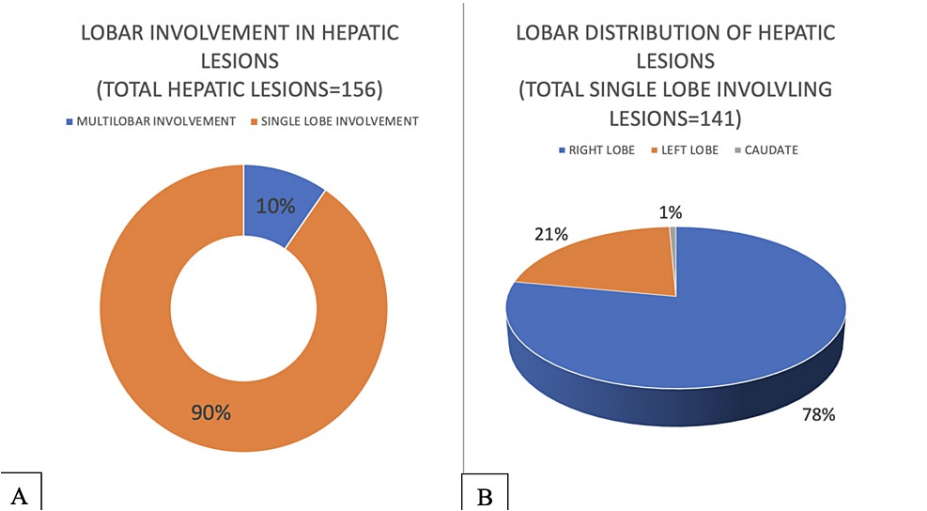 LOBAR INVOLVEMENT IN HEPATIC
LESIONS
(TOTAL HEPATIC LESIONS=156)
MULTILOBAR INVOLVEMENT SINGLE LOBE INVOLVEMENT
10%
90%
A
LOBAR DISTRIBUTION OF HEPATIC
LESIONS
(TOTAL SINGLE LOBE INVOLVLING
LESIONS=141)
RIGHT LOBE LEFT LOBE CAUDATE
1%
21%
78%
B